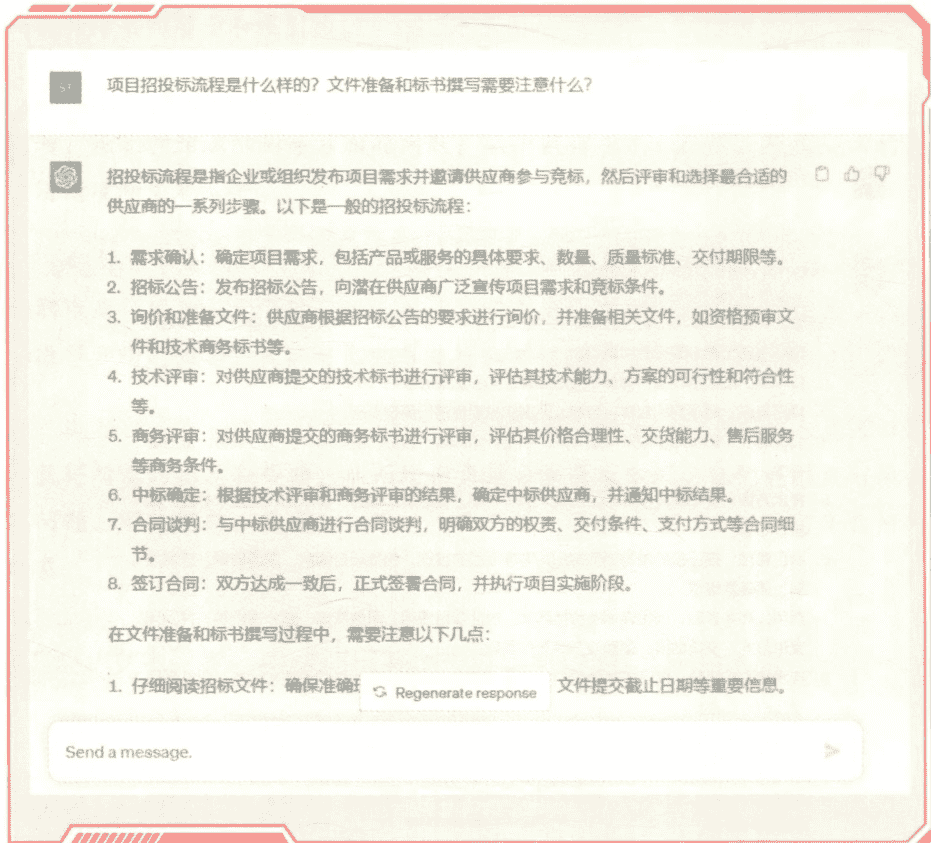 项目招投标流程是什么样的？文件准备和标书撰写需要注意什么？
招投标流程是指企业或组织发布项目需求并邀请供应商参与竞标，然后评审和选择最合适的
供应商的一系列步骤。以下是一般的招投标流程：
1. 需求确认：确定项目需求，包括产品或服务的具体要求、数量、质量标准、交付期限等。
2. 招标公告：发布招标公告，向潜在供应商广泛宣传项目需求和竞标条件。
3. 询价和准备文件：供应商根据招标公告的要求进行询价，并准备相关文件，如资格预审文
件和技术商务标书等。
4. 技术评审：对供应商提交的技术标书进行评审，评估其技术能力、方案的可行性和符合性
等。
5. 商务评审：对供应商提交的商务标书进行评审，评估其价格合理性、交货能力、售后服务
等商务条件。
6. 中标确定：根据技术评审和商务评审的结果，确定中标供应商，并通知中标结果。
7. 合同谈判：与中标供应商进行合同谈判，明确双方的权责、交付条件、支付方式等合同细
节。
8. 签订合同：双方达成一致后，正式签署合同，并执行项目实施阶段。
在文件准备和标书撰写过程中，需要注意以下几点：
1. 仔细阅读招标文件：确保准确 Regenerate response 文件提交截止日期等重要信息。
Send a message.